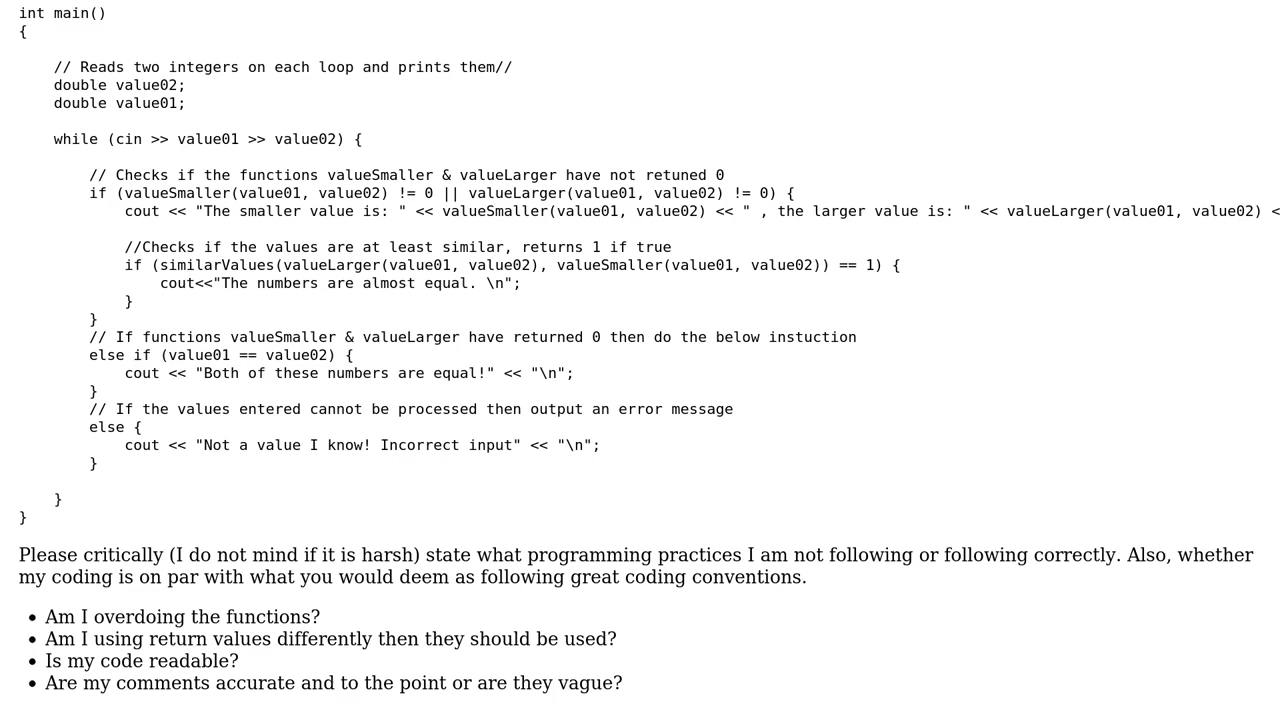 int main()
{
// Reads two integers on each loop and prints them//
double value02;
double value01;
while (cin >> value01 >> value02) {
// Checks if the functions valueSmaller & valueLarger have not retuned 0
if (valueSmaller(value01, value02) != 0 || valueLarger(value01, value02) != 0) {
cout << "The smaller value is: " << valueSmaller(value01, value02) << " , the larger value is: " << valueLarger(value01, value02) <
//Checks if the values are at least similar, returns 1 if true
if (similarValues(valueLarger(value01, value02), valueSmaller(value01, value02)) == 1) {
cout<<"The numbers are almost equal. \n";
}
}
// If functions valueSmaller & valueLarger have returned 0 then do the below instuction
else if (value01 == value02) {
cout << "Both of these numbers are equal!" << "\n";
}
// If the values entered cannot be processed then output an error message
else {
cout << "Not a value I know! Incorrect input" << "\n";
}
}
}
Please critically (I do not mind if it is harsh) state what programming practices I am not following or following correctly. Also, whether
my coding is on par with what you would deem as following great coding conventions.
• Am I overdoing the functions?
• Am I using return values differently then they should be used?
• Is my code readable?
• Are my comments accurate and to the point or are they vague?